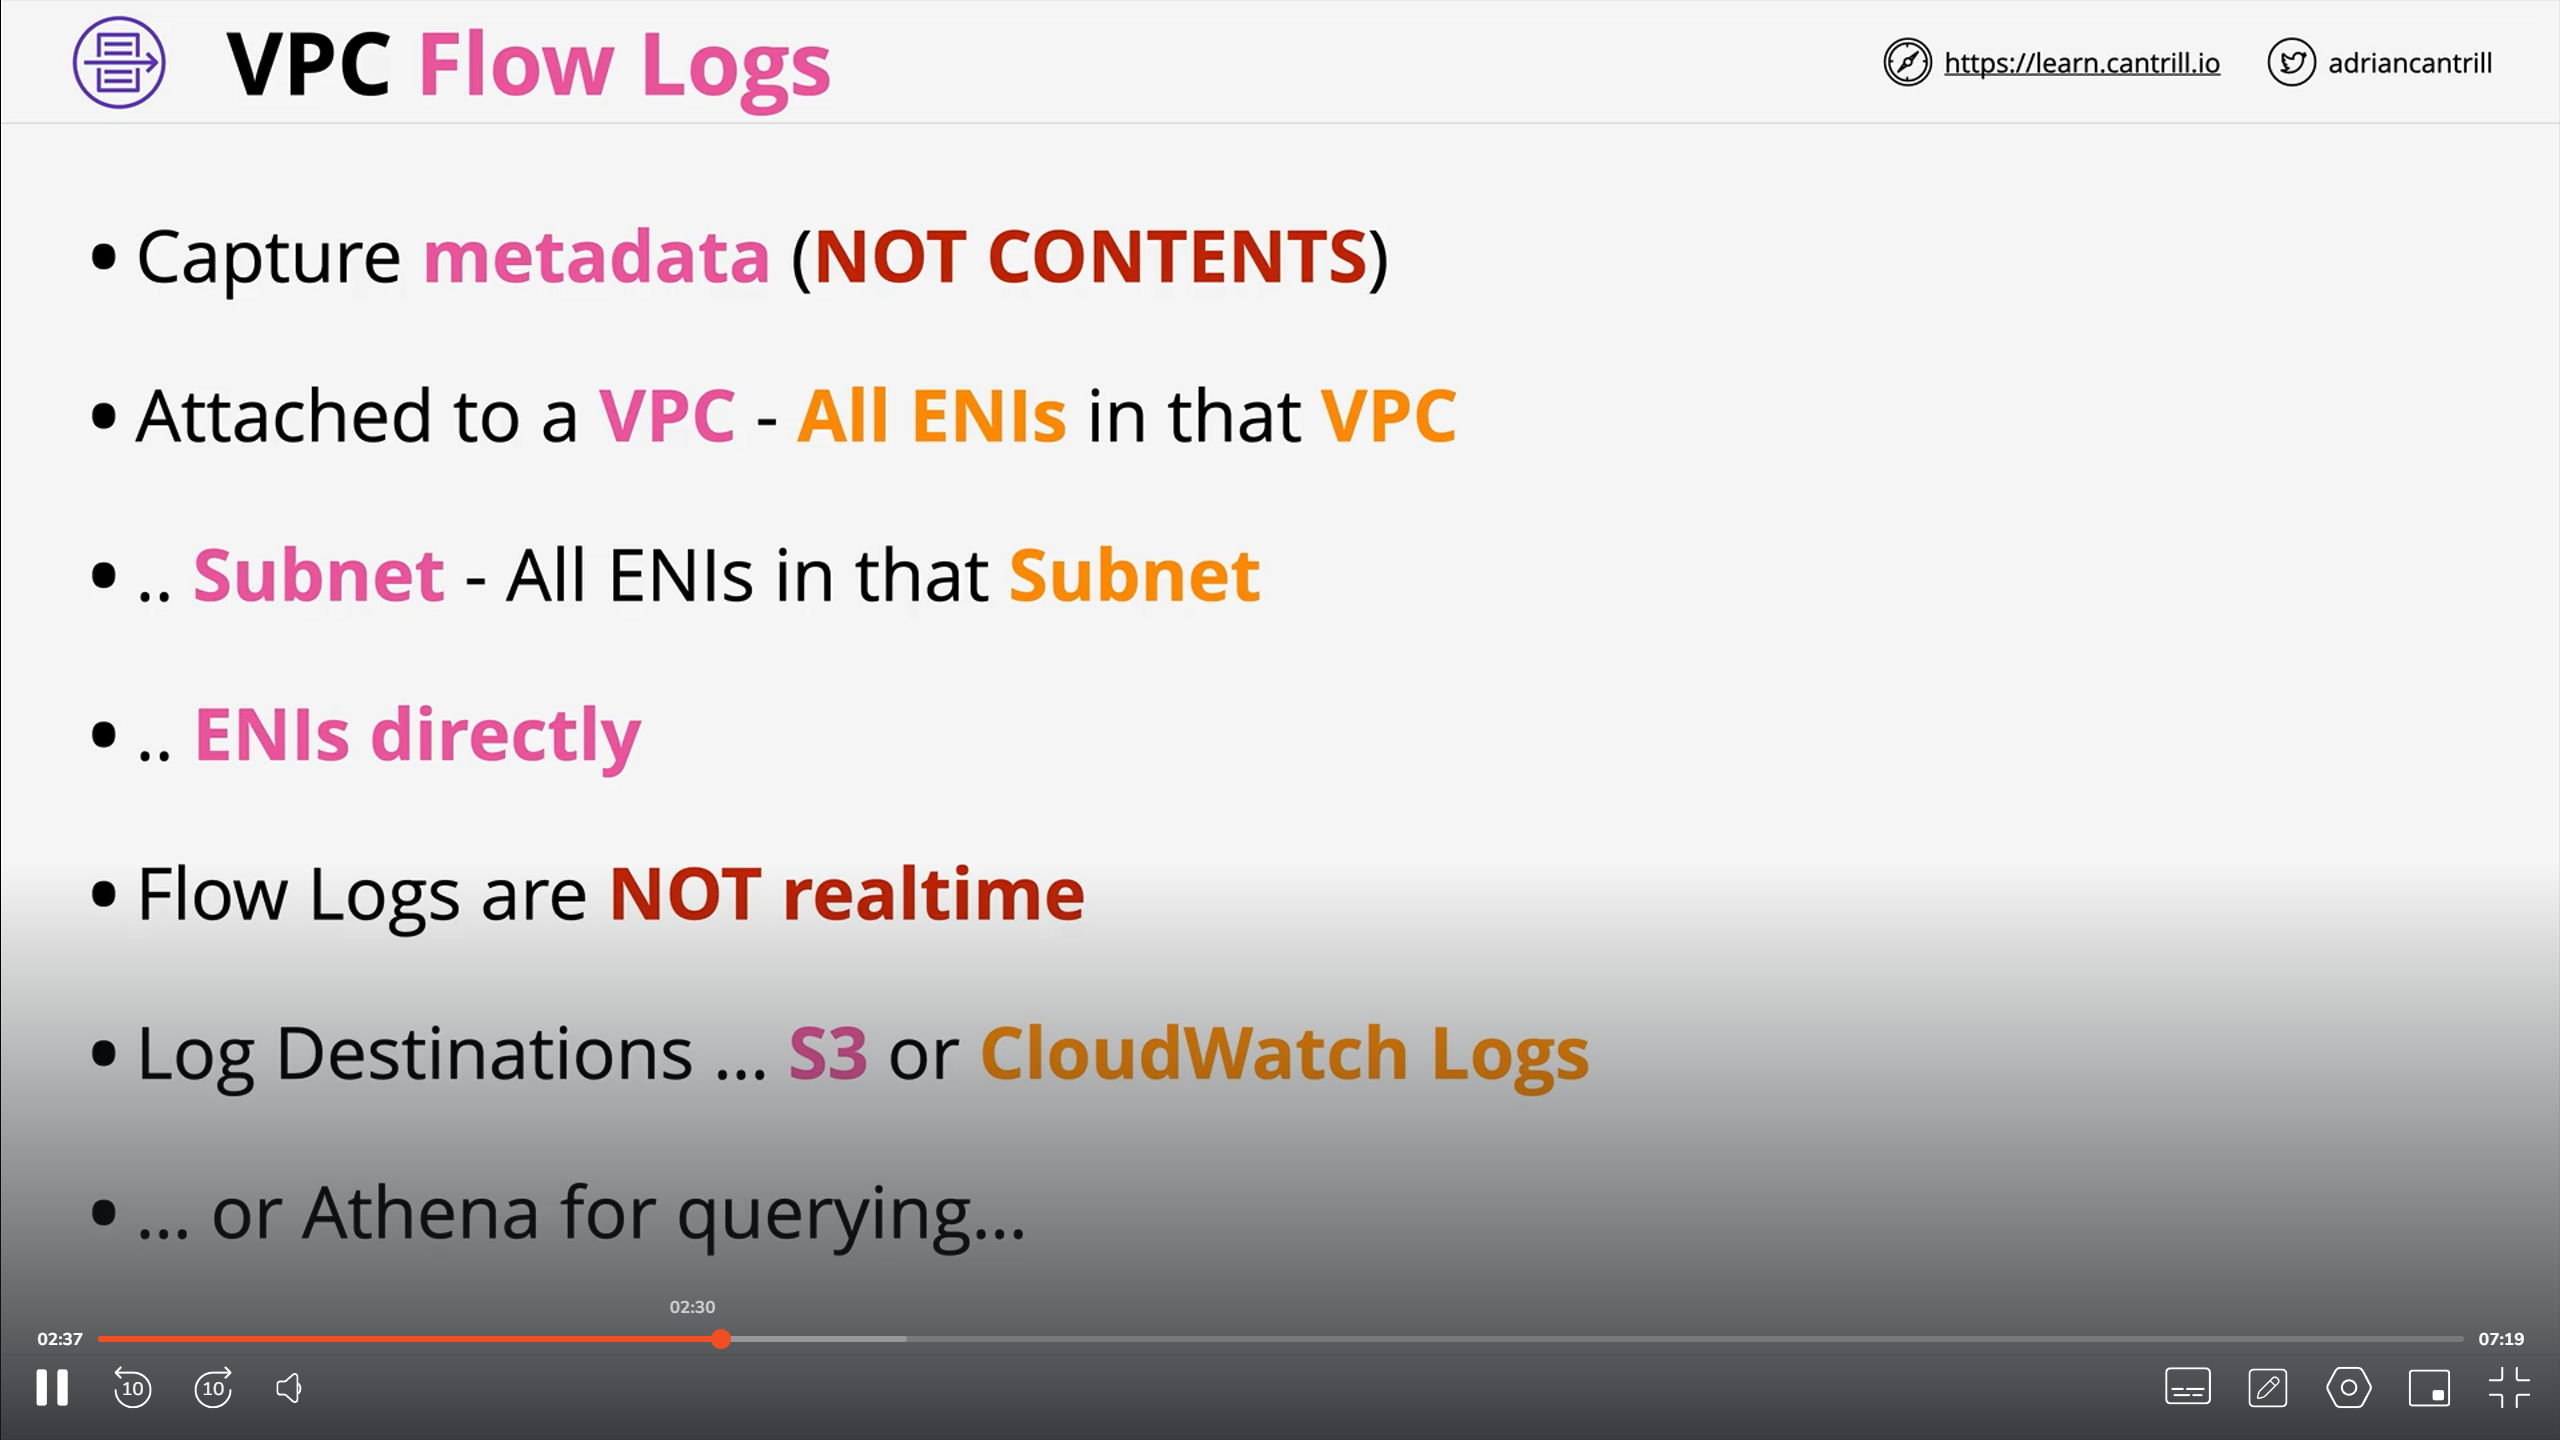 VPC Flow Logs
https://learn.cantrill.io
adriancantrill
• Capture metadata (NOT CONTENTS)
• Attached to a VPC - All ENIs in that VPC
• .. Subnet - All ENIs in that Subnet
• .. ENIs directly
• Flow Logs are NOT realtime
• Log Destinations ... S3 or CloudWatch Logs
• ... or Athena for querying...
02:30
02:37
07:19
10
10